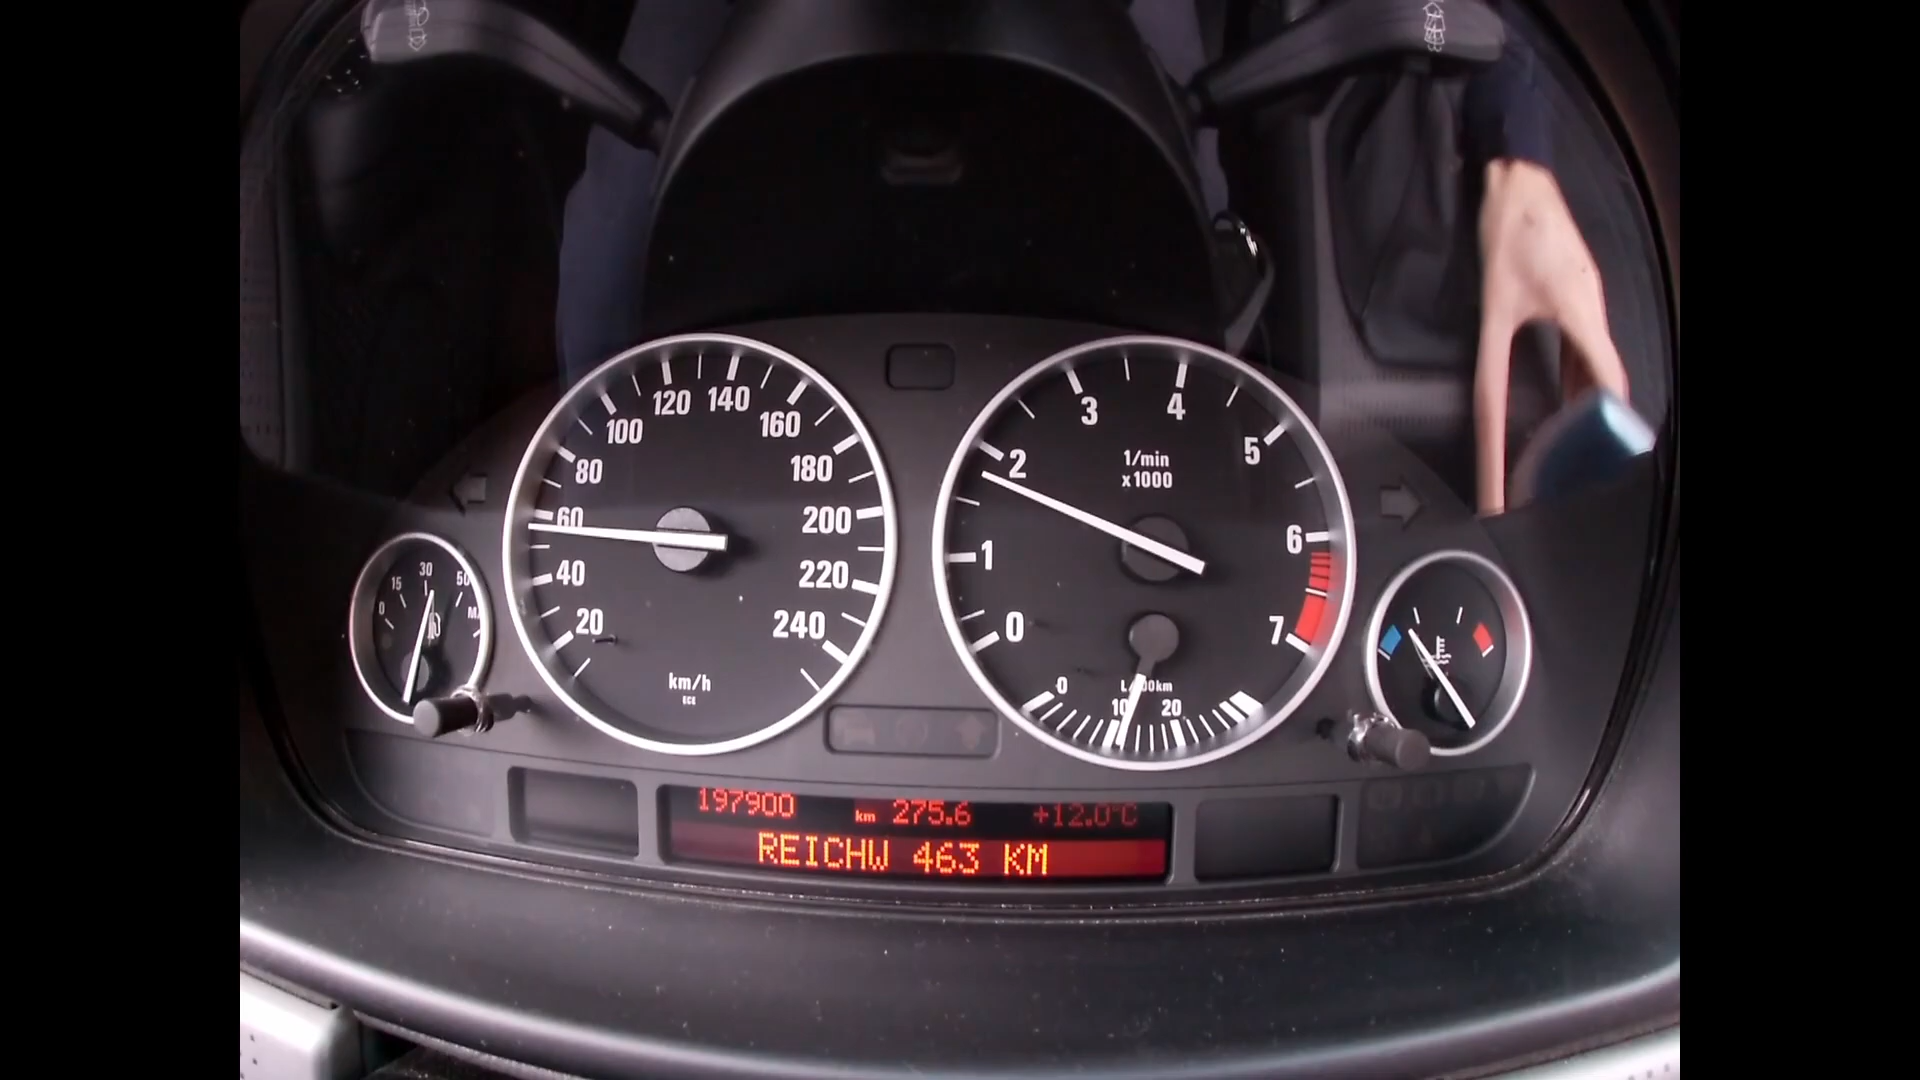 120 140
100 160
80 180
60 200
40 220
20 240
km/h
ECE
3 4
2 5
1/min
x1000
1 6
0 7
0
10 20
0 15 30 50
197900 km 275.6 +12.0°C
REICHW 463 KM